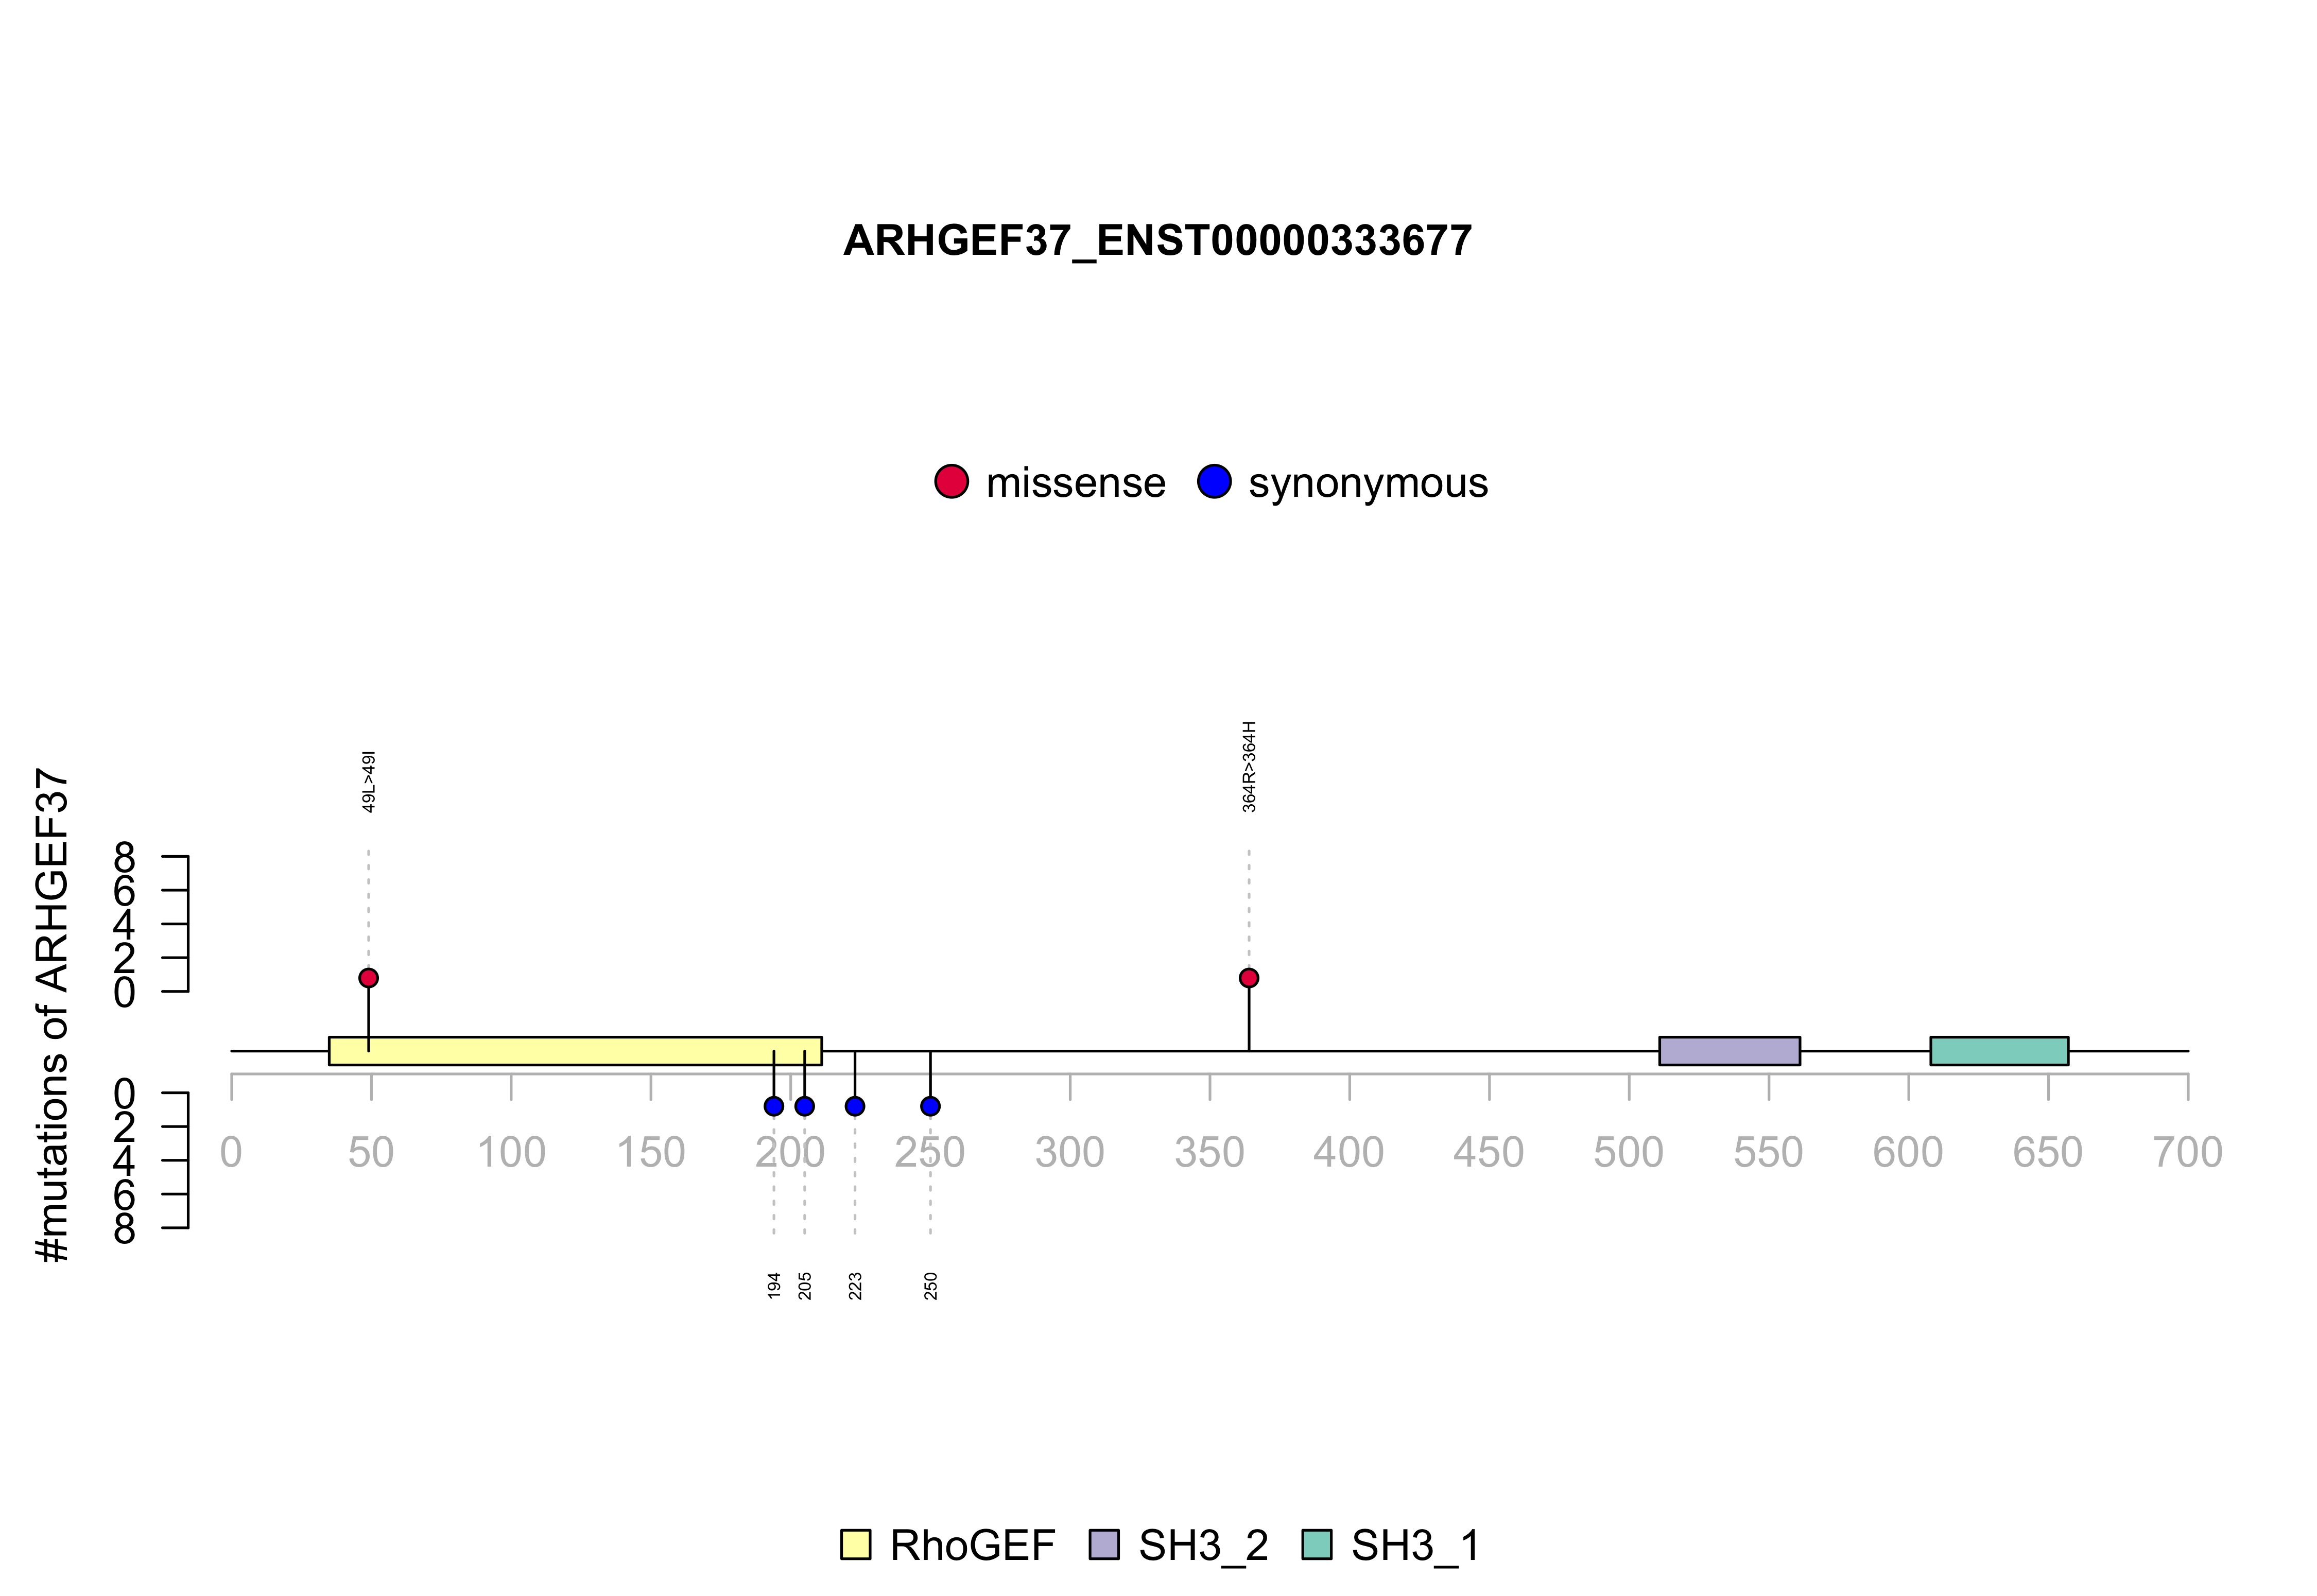 ARHGEF37_ENST00000333677
missense synonymous
49L>49I
364R>364H
#mutations of ARHGEF37
8
6
4
2
0
0
2
4
6
8
0 50 100 150 200 250 300 350 400 450 500 550 600 650 700
194
205
223
250
RhoGEF SH3_2 SH3_1